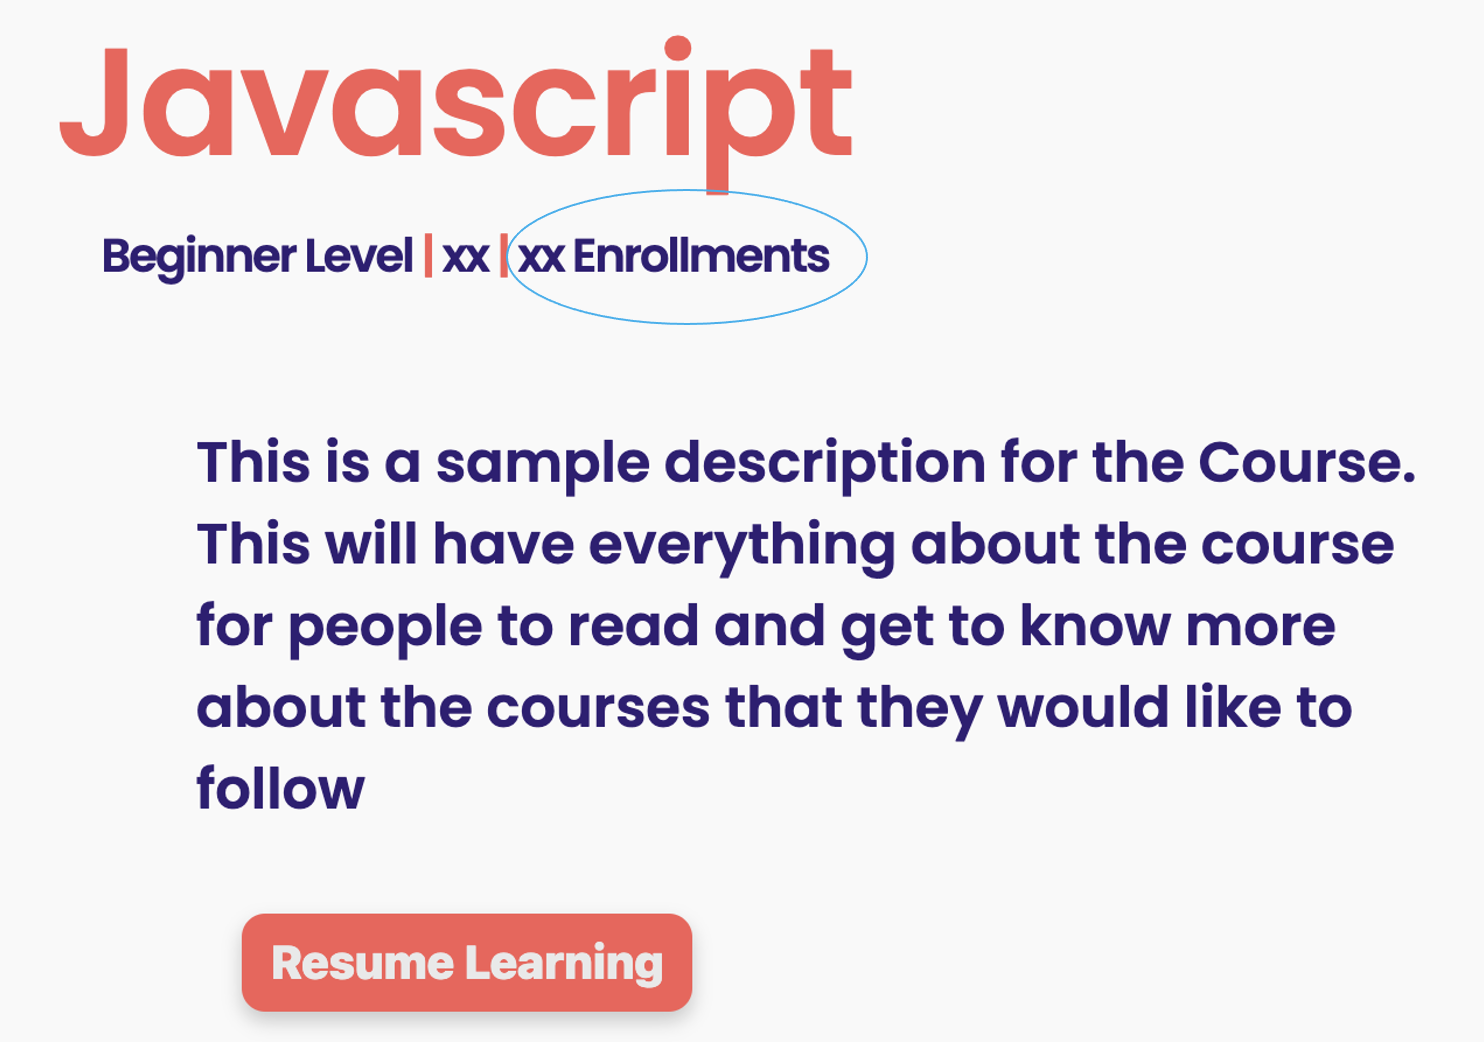 Javascript
Beginner Level | xx | xx Enrollments
This is a sample description for the Course.
This will have everything about the course
for people to read and get to know more
about the courses that they would like to
follow
Resume Learning